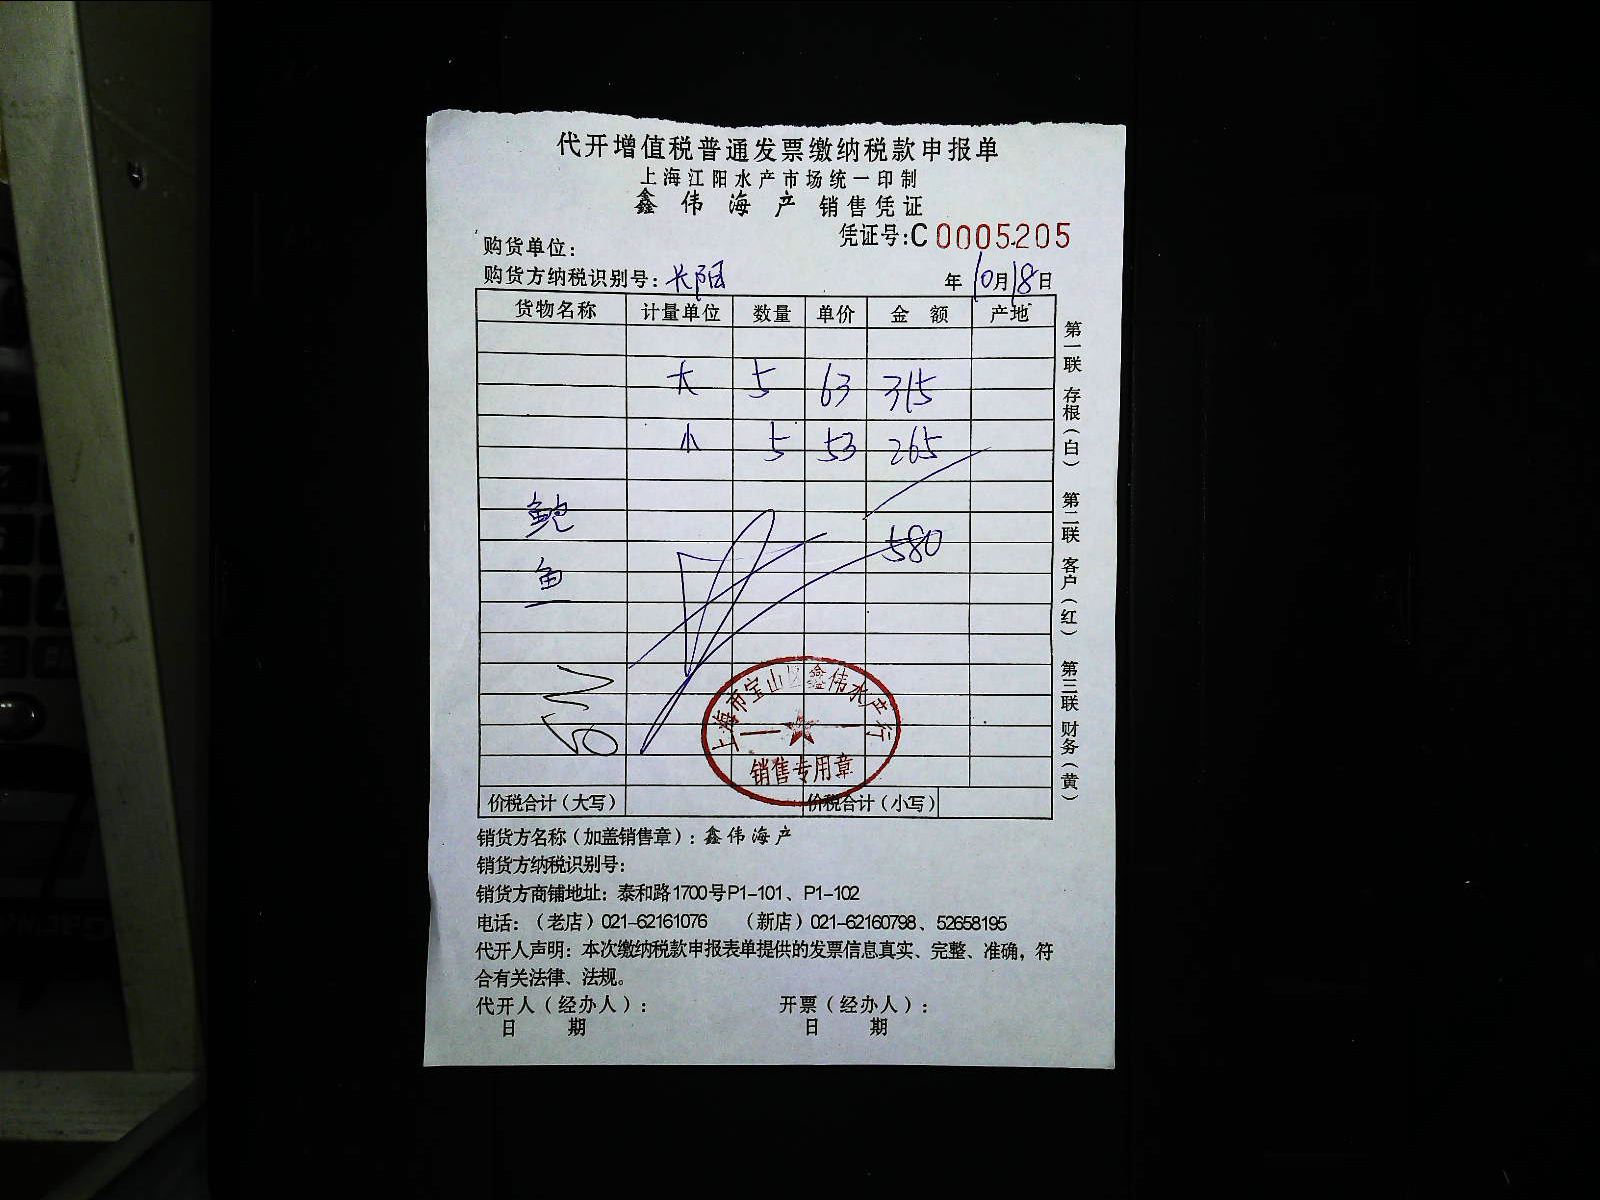 代开增值税普通发票缴纳税款申报单
上海江阳水产市场统一印制
鑫伟海产 销售凭证
凭证号:C 0005205
购货单位:
购货方纳税识别号: 长阳
年10月18日
货物名称 计量单位 数量 单价 金额 产地
大 5 63 315
小 5 53 265
鲍
鱼
580
上海市宝山区鑫伟水产行
销售专用章
价税合计(大写) 价税合计(小写)
第一联 存根(白) 第二联 客户(红) 第三联 财务(黄)
销货方名称(加盖销售章): 鑫伟海产
销货方纳税识别号:
销货方商铺地址: 泰和路1700号P1-101、P1-102
电话:(老店)021-62161076 (新店)021-62160798、52658195
代开人声明: 本次缴纳税款申报表单提供的发票信息真实、完整、准确,符
合有关法律、法规。
代开人(经办人): 开票(经办人):
日 期 日 期